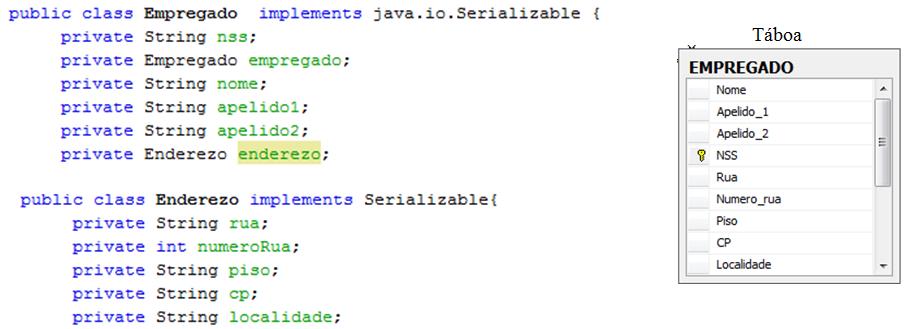 public class Empregado implements java.io.Serializable {
private String nss;
private Empregado empregado;
private String nome;
private String apelido1;
private String apelido2;
private Enderezo enderezo;
public class Enderezo implements Serializable{
private String rua;
private int numeroRua;
private String piso;
private String cp;
private String localidade;
Táboa
EMPREGADO
Nome
Apelido_1
Apelido_2
NSS
Rua
Numero_rua
Piso
CP
Localidade